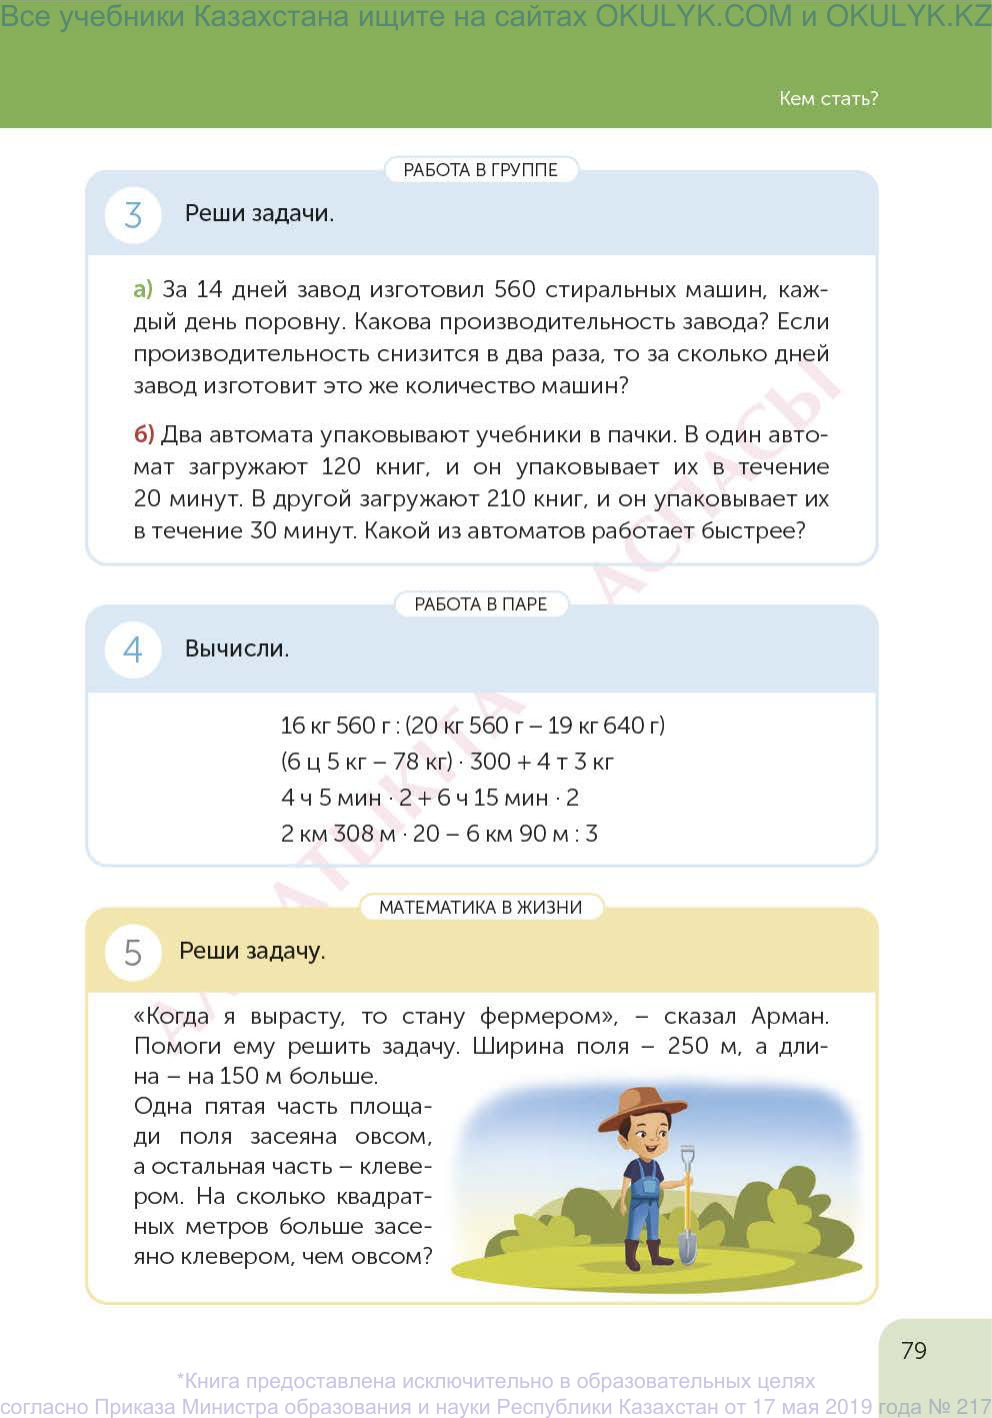 Все учебники Казахстана ищите на сайтах OKULYK.COM и OKULYK.KZ
Кем стать?
РАБОТА В ГРУППЕ
3 Реши задачи.
а) За 14 дней завод изготовил 560 стиральных машин, каж-
дый день поровну. Какова производительность завода? Если
производительность снизится в два раза, то за сколько дней
завод изготовит это же количество машин?
б) Два автомата упаковывают учебники в пачки. В один авто-
мат загружают 120 книг, и он упаковывает их в течение
20 минут. В другой загружают 210 книг, и он упаковывает их
в течение 30 минут. Какой из автоматов работает быстрее?
РАБОТА В ПАРЕ
4 Вычисли.
16 кг 560 г : (20 кг 560 г – 19 кг 640 г)
(6 ц 5 кг – 78 кг) · 300 + 4 т 3 кг
4 ч 5 мин · 2 + 6 ч 15 мин · 2
2 км 308 м · 20 – 6 км 90 м : 3
МАТЕМАТИКА В ЖИЗНИ
5 Реши задачу.
«Когда я вырасту, то стану фермером», – сказал Арман.
Помоги ему решить задачу. Ширина поля – 250 м, а дли-
на – на 150 м больше.
Одна пятая часть площа-
ди поля засеяна овсом,
а остальная часть – клеве-
ром. На сколько квадрат-
ных метров больше засе-
яно клевером, чем овсом?
79
*Книга предоставлена исключительно в образовательных целях
согласно Приказа Министра образования и науки Республики Казахстан от 17 мая 2019 года № 217